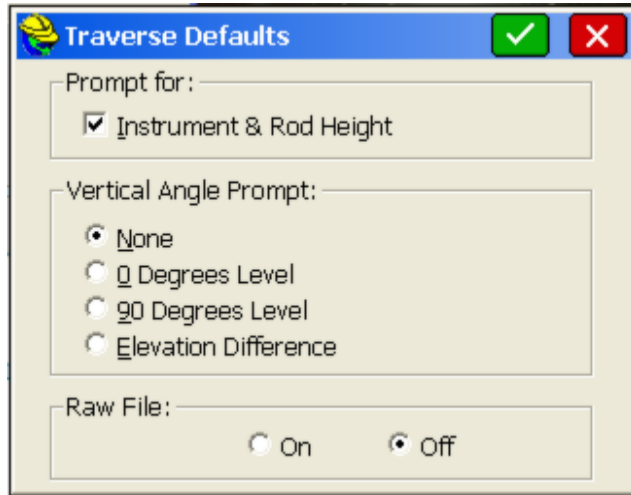 Traverse Defaults
Prompt for:
Instrument & Rod Height
Vertical Angle Prompt:
None
0 Degrees Level
90 Degrees Level
Elevation Difference
Raw File:
On Off